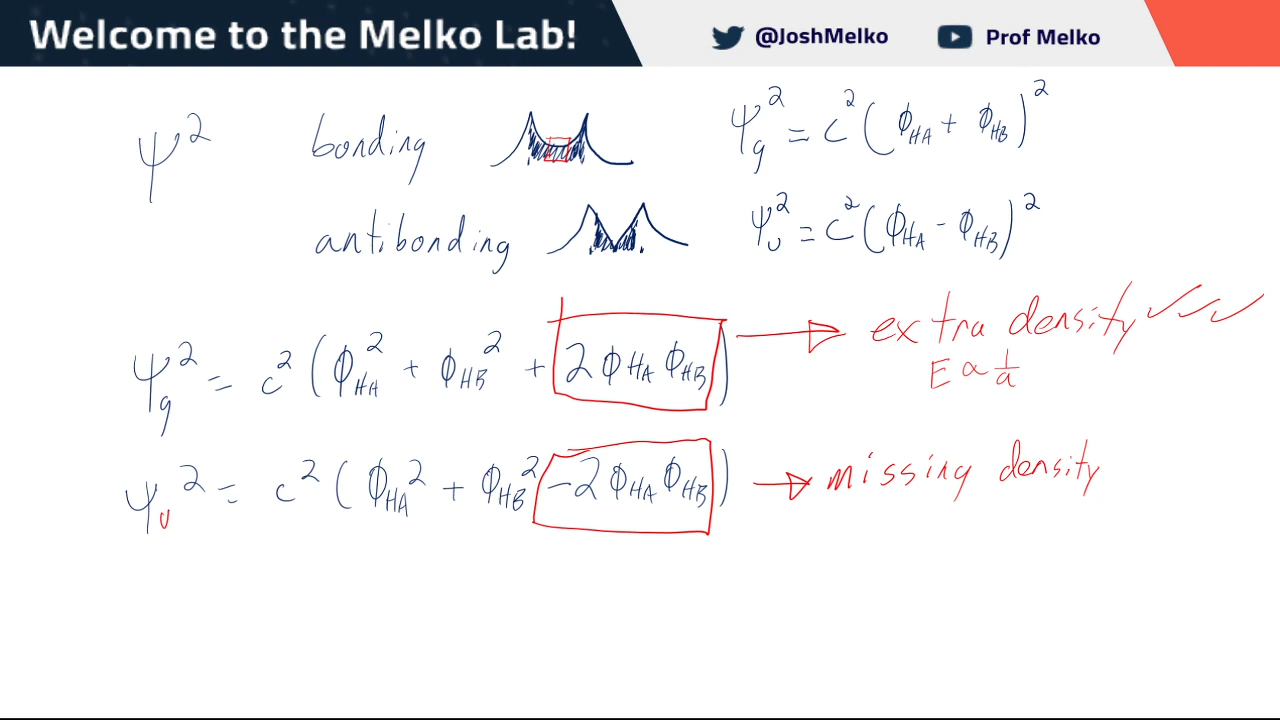 Welcome to the Melko Lab! @JoshMelko Prof Melko
ψ² bonding ψg² = c²(ϕHA + ϕHB)²
antibonding ψu² = c²(ϕHA - ϕHB)²
ψg² = c²(ϕHA² + ϕHB² + 2ϕHAϕHB) → extra density ✓✓✓
E ∝ 1/a
ψu² = c²(ϕHA² + ϕHB² - 2ϕHAϕHB) → missing density